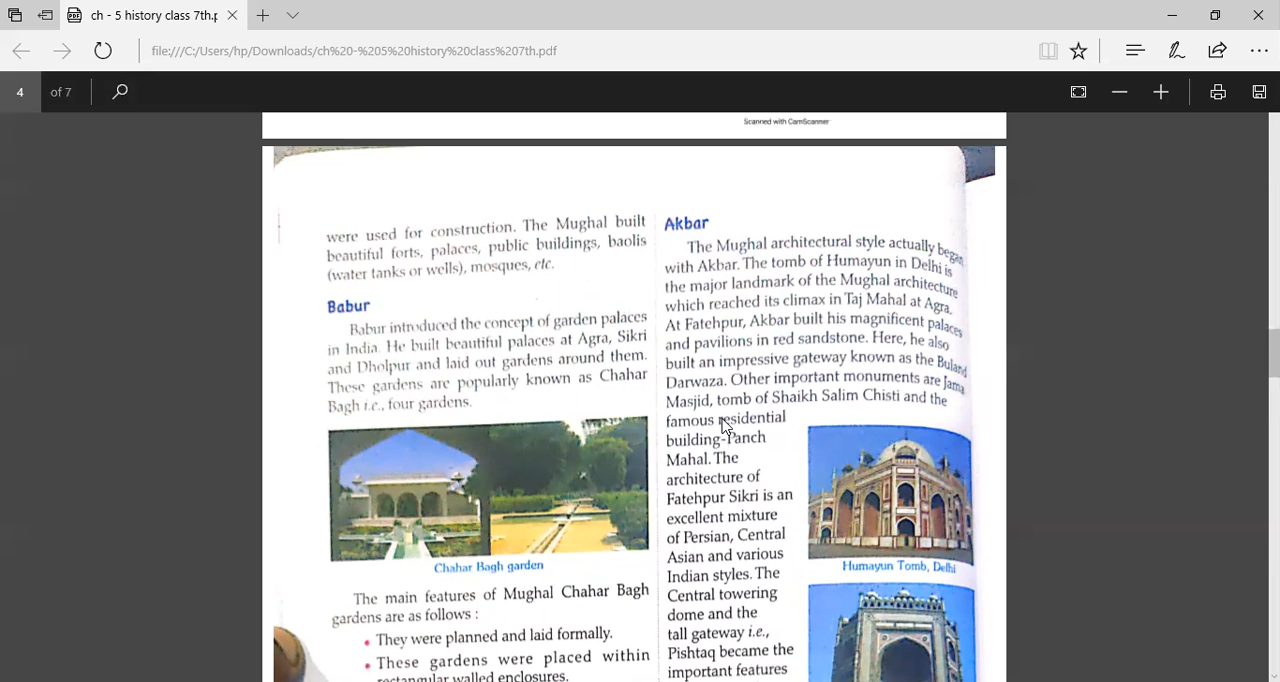 ch - 5 history class 7th.p
file:///C:/Users/hp/Downloads/ch%20-%205%20history%20class%207th.pdf
4 of 7
Scanned with CamScanner
were used for construction. The Mughal built
beautiful forts, palaces, public buildings, baolis
(water tanks or wells), mosques, etc.
Babur
Babur introduced the concept of garden palaces
in India. He built beautiful palaces at Agra, Sikri
and Dholpur and laid out gardens around them.
These gardens are popularly known as Chahar
Bagh i.e., four gardens.
Chahar Bagh garden
The main features of Mughal Chahar Bagh
gardens are as follows :
• They were planned and laid formally.
• These gardens were placed within
rectangular walled enclosures.
Akbar
The Mughal architectural style actually began
with Akbar. The tomb of Humayun in Delhi is
the major landmark of the Mughal architecture
which reached its climax in Taj Mahal at Agra.
At Fatehpur, Akbar built his magnificent palaces
and pavilions in red sandstone. Here, he also
built an impressive gateway known as the Buland
Darwaza. Other important monuments are Jama
Masjid, tomb of Shaikh Salim Chisti and the
famous residential
building-Panch
Mahal. The
architecture of
Fatehpur Sikri is an
excellent mixture
of Persian, Central
Asian and various
Indian styles. The
Central towering
dome and the
tall gateway i.e.,
Pishtaq became the
important features
Humayun Tomb, Delhi